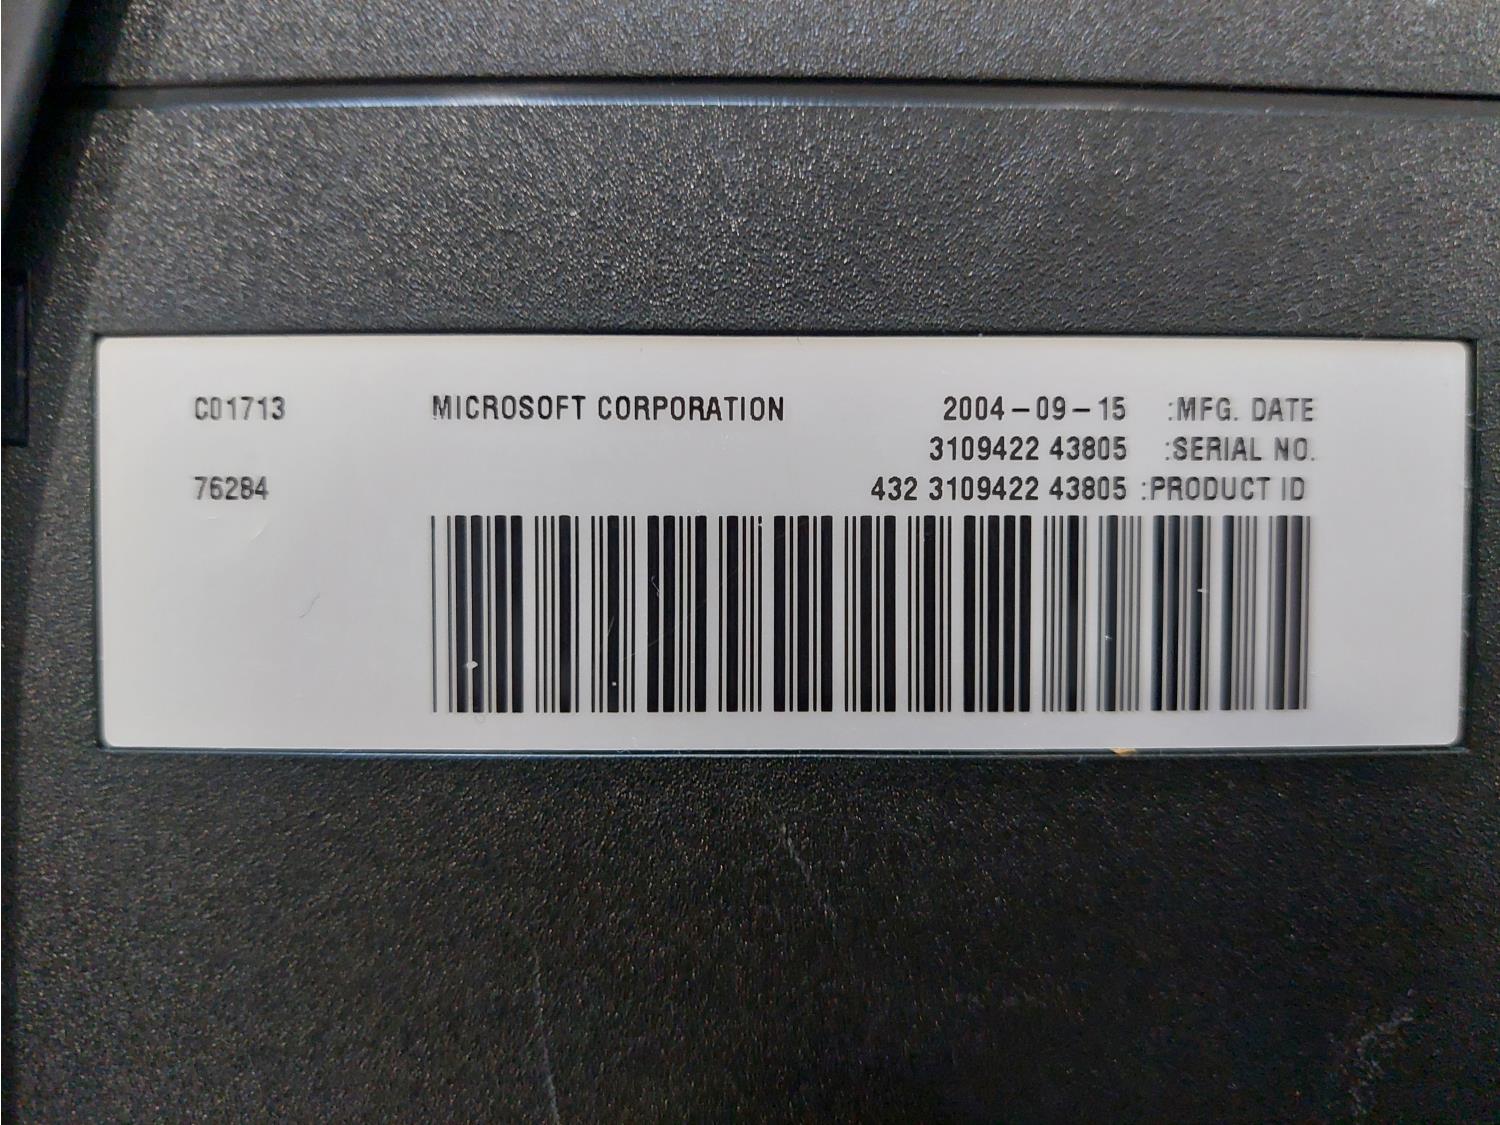 C01713 MICROSOFT CORPORATION 2004-09-15 :MFG. DATE
3109422 43805 :SERIAL NO.
76284 432 3109422 43805 :PRODUCT ID